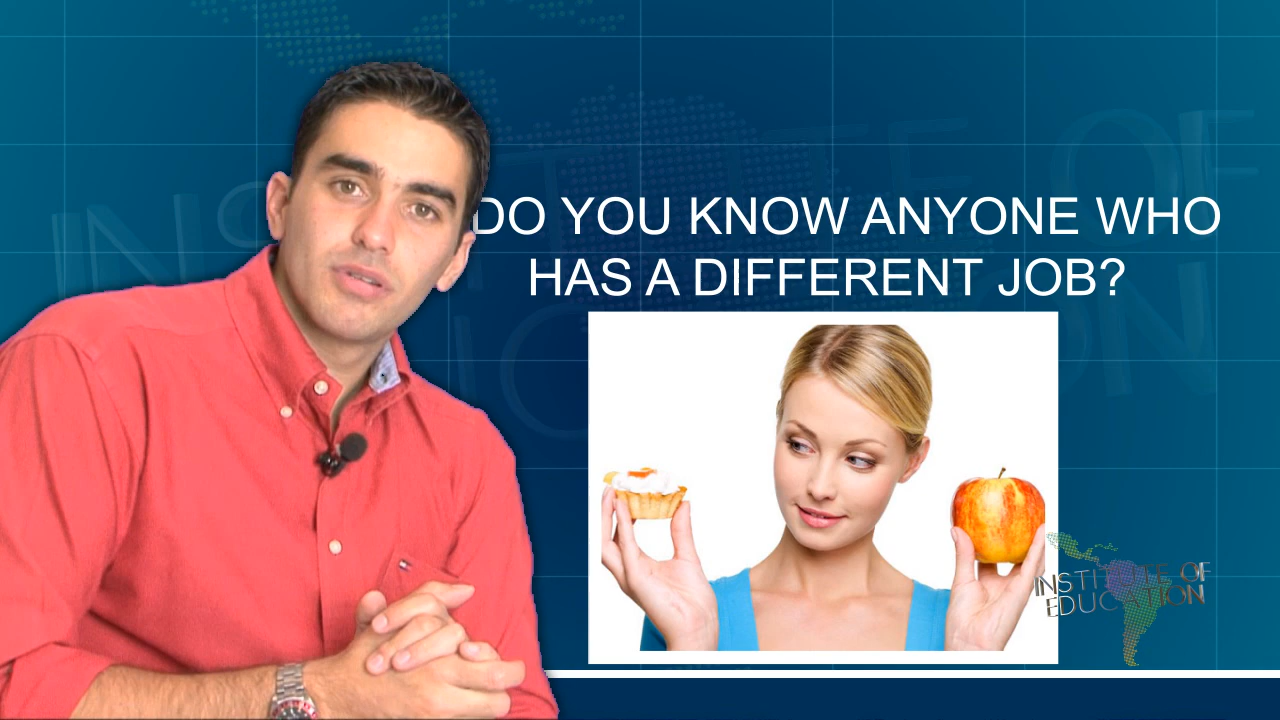 DO YOU KNOW ANYONE WHO
HAS A DIFFERENT JOB?
INSTITUTE OF
EDUCATION